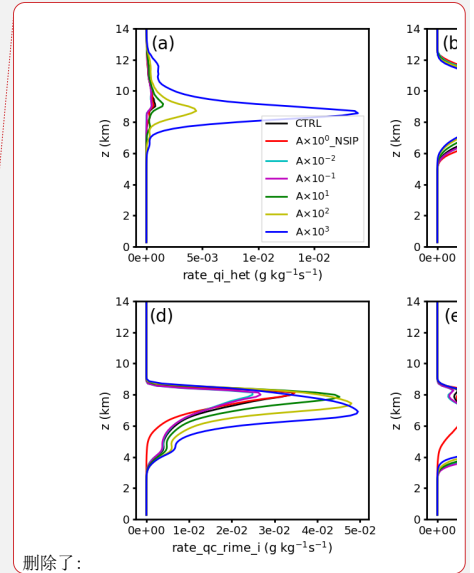 (a)
(b
z (km)
z (km)
14
12
10
8
6
4
2
0
CTRL
A×10⁰_NSIP
A×10⁻²
A×10⁻¹
A×10¹
A×10²
A×10³
0e+00 5e-03 1e-02 1e-02
0e+00
rate_qi_het (g kg⁻¹s⁻¹)
14
12
10
8
6
4
2
0
(d)
(e
z (km)
z (km)
14
12
10
8
6
4
2
0
0e+00 1e-02 2e-02 3e-02 4e-02 5e-02
0e+00
rate_qc_rime_i (g kg⁻¹s⁻¹)
14
12
10
8
6
4
2
0
删除了: